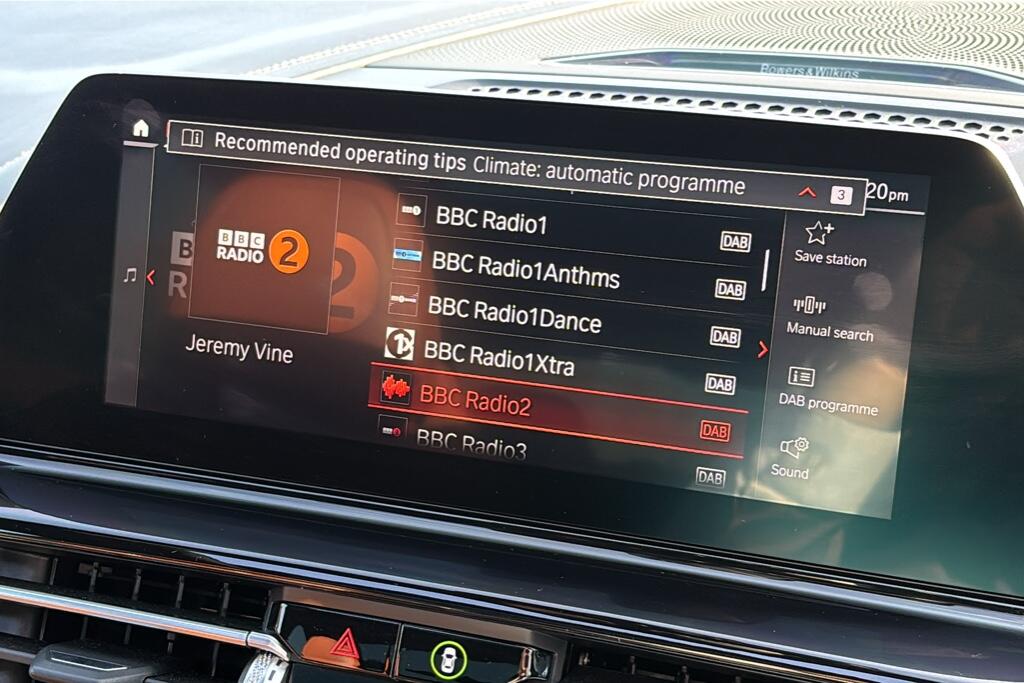 Bowers & Wilkins
Recommended operating tips Climate: automatic programme
3
20pm
BBC
RADIO 2
Jeremy Vine
BBC Radio1
DAB
BBC Radio1Anthms
DAB
BBC Radio1Dance
DAB
BBC Radio1Xtra
DAB
BBC Radio2
DAB
BBC Radio3
DAB
Save station
Manual search
DAB programme
Sound